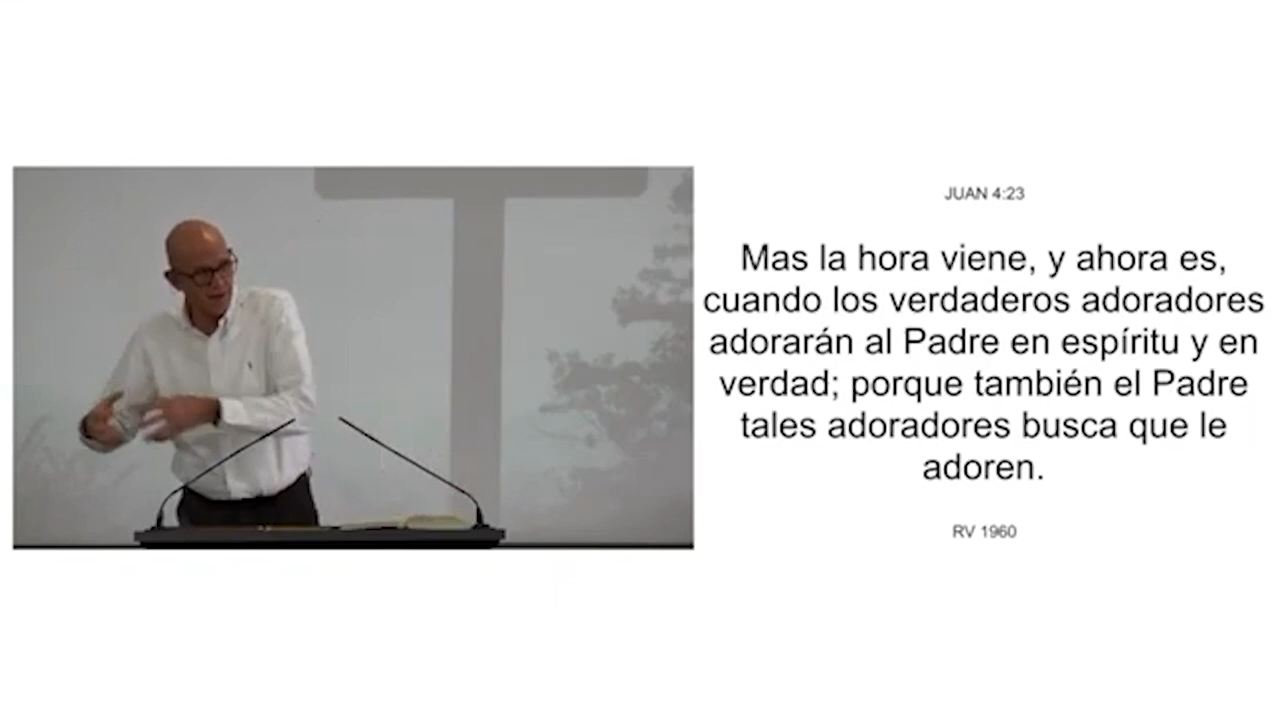 JUAN 4:23
Mas la hora viene, y ahora es,
cuando los verdaderos adoradores
adorarán al Padre en espíritu y en
verdad; porque también el Padre
tales adoradores busca que le
adoren.
RV 1960